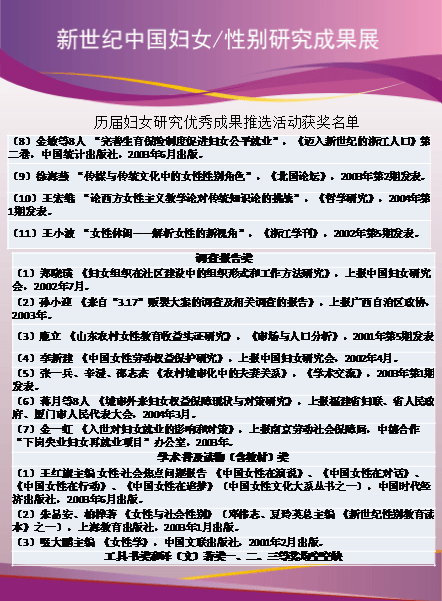 新世纪中国妇女/性别研究成果展
历届妇女研究优秀成果推选活动获奖名单
（8）金敏等8人 “完善生育保险制度促进妇女公平就业”，《迈入新世纪的浙江人口》第
二卷，中国统计出版社，2003年5月出版。
（9）徐海燕 “传媒与传统文化中的女性性别角色”，《北国论坛》，2003年第2期发表。
（10）王宏维 “论西方女性主义教学论对传统知识论的挑战”，《哲学研究》，2004年第
1期发表。
（11）王小波 “女性休闲——解析女性的新视角”，《浙江学刊》，2002年第5期发表。
调查报告类
（1）郑晓瑛 《妇女组织在社区建设中的组织形式和工作方法研究》，上报中国妇女研究
会，2002年7月。
（2）孙小迎 《来自“3.17”贩婴大案的调查及相关调查的报告》，上报广西自治区政协，
2003年。
（3）鹿立 《山东农村女性教育收益实证研究》，《市场与人口分析》，2001年第5期发表
（4）李新建 《中国女性劳动权益保护研究》，上报中国妇女研究会，2002年4月。
（5）张一兵、辛湲、邵志杰 《农村城市化中的夫妻关系》，《学术交流》，2003年第1期
发表。
（6）蒋月等8人 《城市外来妇女权益保障现状与对策研究》，上报福建省妇联、省人民政
府、厦门市人民代表大会，2004年3月。
（7）金一虹 《入世对妇女就业的影响和对策》，上报南京劳动社会保障局，中德合作
“下岗失业妇女再就业项目”办公室，2003年。
学术普及读物（含教材）类
（1）王红旗主编 女性社会焦点问题报告 《中国女性在演说》、《中国女性在对话》、
《中国女性在行动》、《中国女性在追梦》（中国女性文化大系丛书之一），中国时代经
济出版社，2003年6月出版。
（2）朱易安、柏桦著 《女性与社会性别》（邓伟志、夏玲英总主编 《新世纪性别教育读
本》之一），上海教育出版社，2003年1月出版。
（3）程大鹏主编 《女性学》，中国文联出版社，2001年2月出版。
工具书类翻译（文）著类一、二、三等奖均空缺